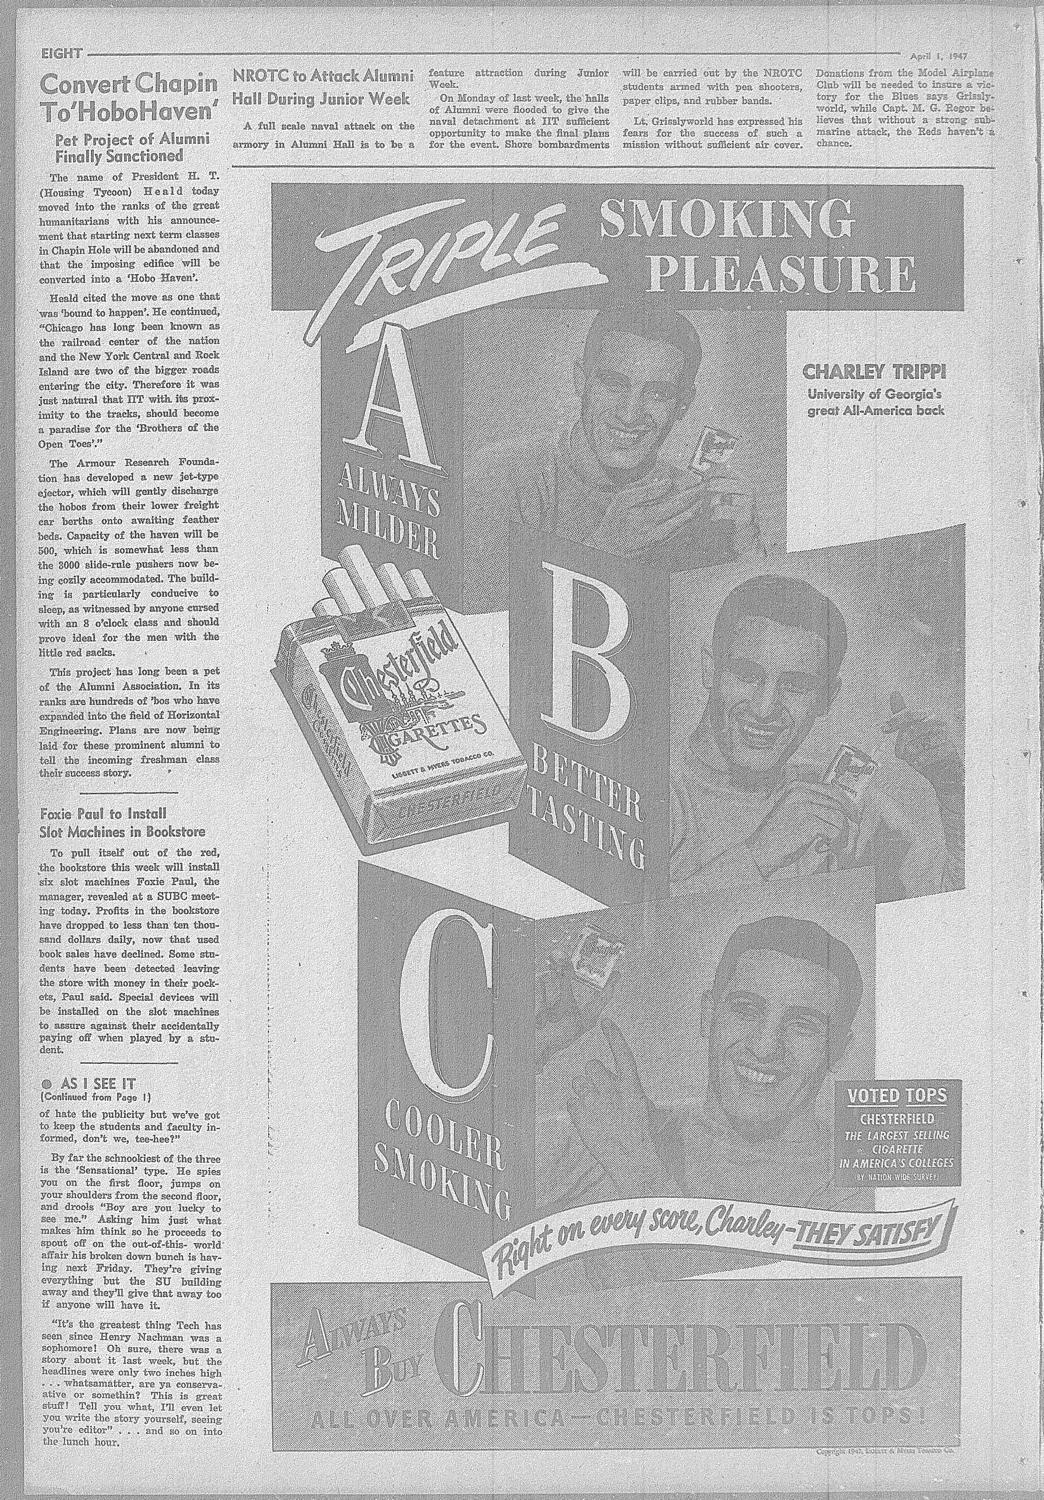 EIGHT
April 1, 1947
Convert Chapin
To 'Hobo Haven'
Pet Project of Alumni
Finally Sanctioned
The name of President H. T.
(Housing Tycoon) Heald today
moved into the ranks of the great
humanitarians with his announce-
ment that starting next term classes
in Chapin Hole will be abandoned and
that the imposing edifice will be
converted into a 'Hobo Haven'.
Heald cited the move as one that
was 'bound to happen'. He continued,
"Chicago has long been known as
the railroad center of the nation
and the New York Central and Rock
Island are two of the bigger roads
entering the city. Therefore it was
just natural that IIT with its prox-
imity to the tracks, should become
a paradise for the 'Brothers of the
Open Toes'."
The Armour Research Founda-
tion has developed a new jet-type
ejector, which will gently discharge
the hobos from their lower freight
car berths onto awaiting feather
beds. Capacity of the haven will be
500, which is somewhat less than
the 3000 slide-rule pushers now be-
ing cozily accommodated. The build-
ing is particularly conducive to
sleep, as witnessed by anyone cursed
with an 8 o'clock class and should
prove ideal for the men with the
little red sacks.
This project has long been a pet
of the Alumni Association. In its
ranks are hundreds of 'bos who have
expanded into the field of Horizontal
Engineering. Plans are now being
laid for these prominent alumni to
tell the incoming freshman class
their success story.
Foxie Paul to Install
Slot Machines in Bookstore
To pull itself out of the red,
the bookstore this week will install
six slot machines Foxie Paul, the
manager, revealed at a SUBC meet-
ing today. Profits in the bookstore
have dropped to less than ten thou-
sand dollars daily, now that used
book sales have declined. Some stu-
dents have been detected leaving
the store with money in their pock-
ets, Paul said. Special devices will
be installed on the slot machines
to assure against their accidentally
paying off when played by a stu-
dent.
AS I SEE IT
(Continued from Page 1)
of hate the publicity but we've got
to keep the students and faculty in-
formed, don't we, tee-hee?"
By far the schnookiest of the three
is the 'Sensational' type. He spies
you on the first floor, jumps on
your shoulders from the second floor,
and drools "Boy are you lucky to
see me." Asking him just what
makes him think so he proceeds to
spout off on the out-of-this- world
affair his broken down bunch is hav-
ing next Friday. They're giving
everything but the SU building
away and they'll give that away too
if anyone will have it.
"It's the greatest thing Tech has
seen since Henry Nachman was a
sophomore! Oh sure, there was a
story about it last week, but the
headlines were only two inches high
. . . whatsamatter, are ya conserva-
ative or somethin? This is great
stuff! Tell you what, I'll even let
you write the story yourself, seeing
you're editor" . . . and so on into
the lunch hour.
NROTC to Attack Alumni
Hall During Junior Week
A full scale naval attack on the
armory in Alumni Hall is to be a
feature attraction during Junior
Week.
On Monday of last week, the halls
of Alumni were flooded to give the
naval detachment at IIT sufficient
opportunity to make the final plans
for the event. Shore bombardments
will be carried out by the NROTC
students armed with pea shooters,
paper clips, and rubber bands.
Lt. Grisslyworld has expressed his
fears for the success of such a
mission without sufficient air cover.
Donations from the Model Airplane
Club will be needed to insure a vic-
tory for the Blues says Grissly-
world, while Capt. M. G. Regor be-
lieves that without a strong sub-
marine attack, the Reds haven't a
chance.
TRIPLE SMOKING
PLEASURE
A
ALWAYS
MILDER
CHARLEY TRIPPI
University of Georgia's
great All-America back
B
BETTER
TASTING
Chesterfield
CIGARETTES
LIGGETT & MYERS TOBACCO CO.
CHESTERFIELD
Chesterfield
C
COOLER
SMOKING
VOTED TOPS
CHESTERFIELD
THE LARGEST SELLING
CIGARETTE
IN AMERICA'S COLLEGES
(BY NATION-WIDE SURVEY)
Right on every score, Charley-THEY SATISFY
ALWAYS
BUY CHESTERFIELD
ALL OVER AMERICA—CHESTERFIELD IS TOPS!
Copyright 1947, Liggett & Myers Tobacco Co.